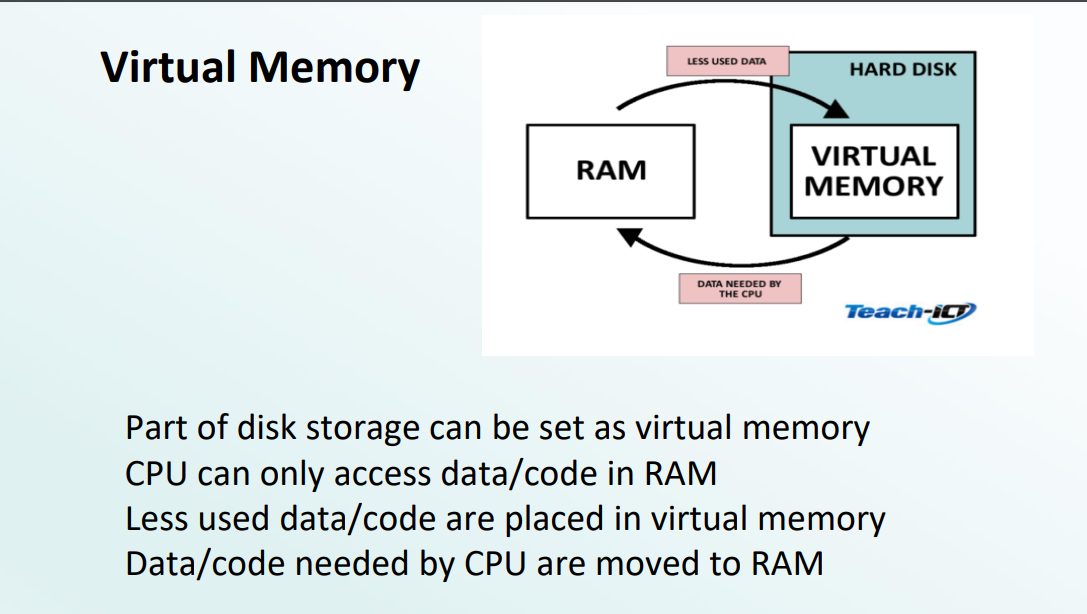 Virtual Memory
LESS USED DATA
HARD DISK
RAM
VIRTUAL
MEMORY
DATA NEEDED BY
THE CPU
Teach-iCT
Part of disk storage can be set as virtual memory
CPU can only access data/code in RAM
Less used data/code are placed in virtual memory
Data/code needed by CPU are moved to RAM